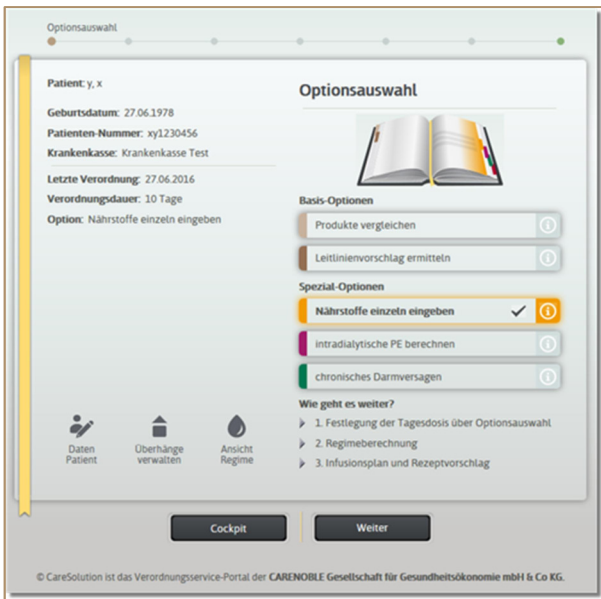 Optionsauswahl
Patient: y, x
Geburtsdatum: 27.06.1978
Patienten-Nummer: xy1230456
Krankenkasse: Krankenkasse Test
Letzte Verordnung: 27.06.2016
Verordnungsdauer: 10 Tage
Option: Nährstoffe einzeln eingeben
Daten
Patient
Überhänge
verwalten
Ansicht
Regime
Optionsauswahl
Basis-Optionen
Produkte vergleichen
Leitlinienvorschlag ermitteln
Spezial-Optionen
Nährstoffe einzeln eingeben
intradialytische PE berechnen
chronisches Darmversagen
Wie geht es weiter?
1. Festlegung der Tagesdosis über Optionsauswahl
2. Regimeberechnung
3. Infusionsplan und Rezeptvorschlag
Cockpit
Weiter
© CareSolution ist das Verordnungsservice-Portal der CARENOBLE Gesellschaft für Gesundheitsökonomie mbH & Co KG.